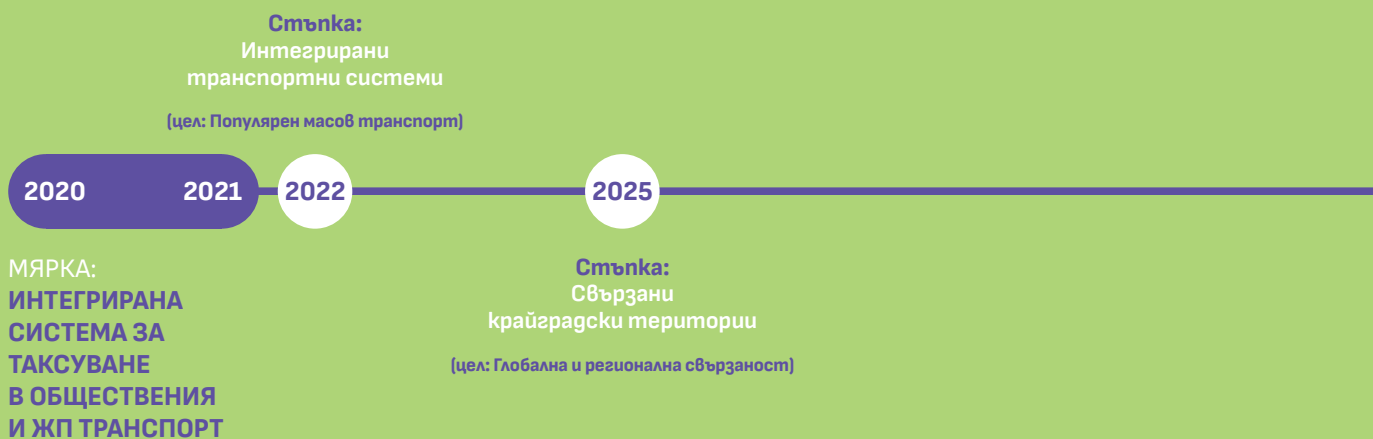 Стъпка:
Интегрирани
транспортни системи
(цел: Популярен масов транспорт)
2020 2021 2022 2025
МЯРКА:
ИНТЕГРИРАНА
СИСТЕМА ЗА
ТАКСУВАНЕ
В ОБЩЕСТВЕНИЯ
И ЖП ТРАНСПОРТ
Стъпка:
Свързани
крайградски територии
(цел: Глобална и регионална свързаност)